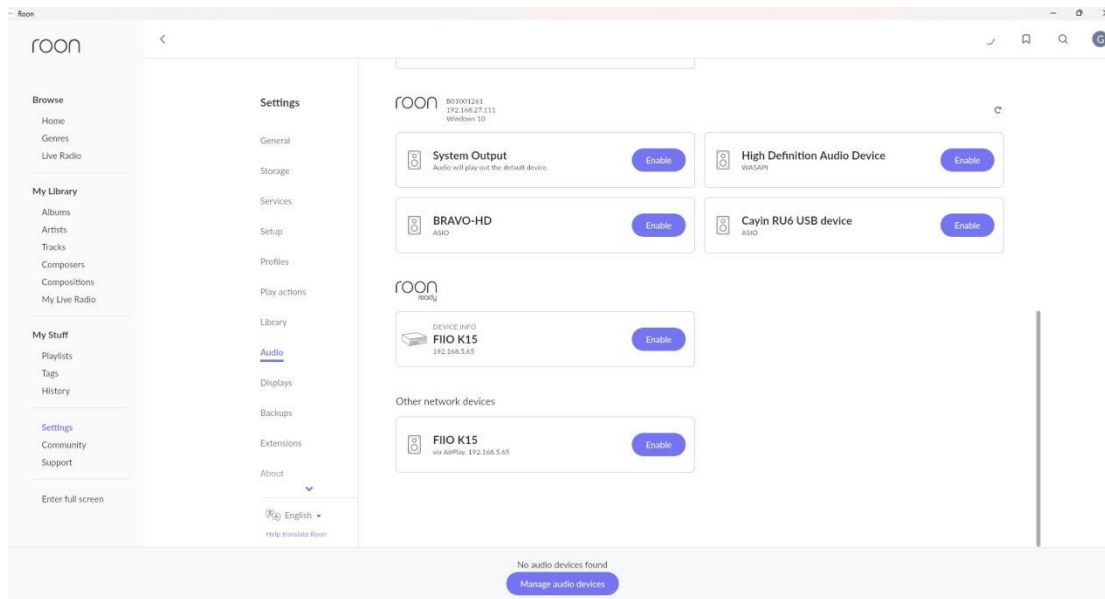 Roon
roon
Browse
Home
Genres
Live Radio
My Library
Albums
Artists
Tracks
Composers
Compositions
My Live Radio
My Stuff
Playlists
Tags
History
Settings
Community
Support
Enter full screen
Settings
General
Storage
Services
Setup
Profiles
Play actions
Library
Audio
Displays
Backups
Extensions
About
English
Help translate Roon
G
roon
B01001261
192.168.27.111
Windows 10
System Output
Audio will play out the default device.
Enable
High Definition Audio Device
WASAPI
Enable
BRAVO-HD
ASIO
Enable
Cayin RU6 USB device
ASIO
Enable
roon
ready
DEVICE INFO
FIIO K15
192.168.5.65
Enable
Other network devices
FIIO K15
via AirPlay, 192.168.5.65
Enable
No audio devices found
Manage audio devices